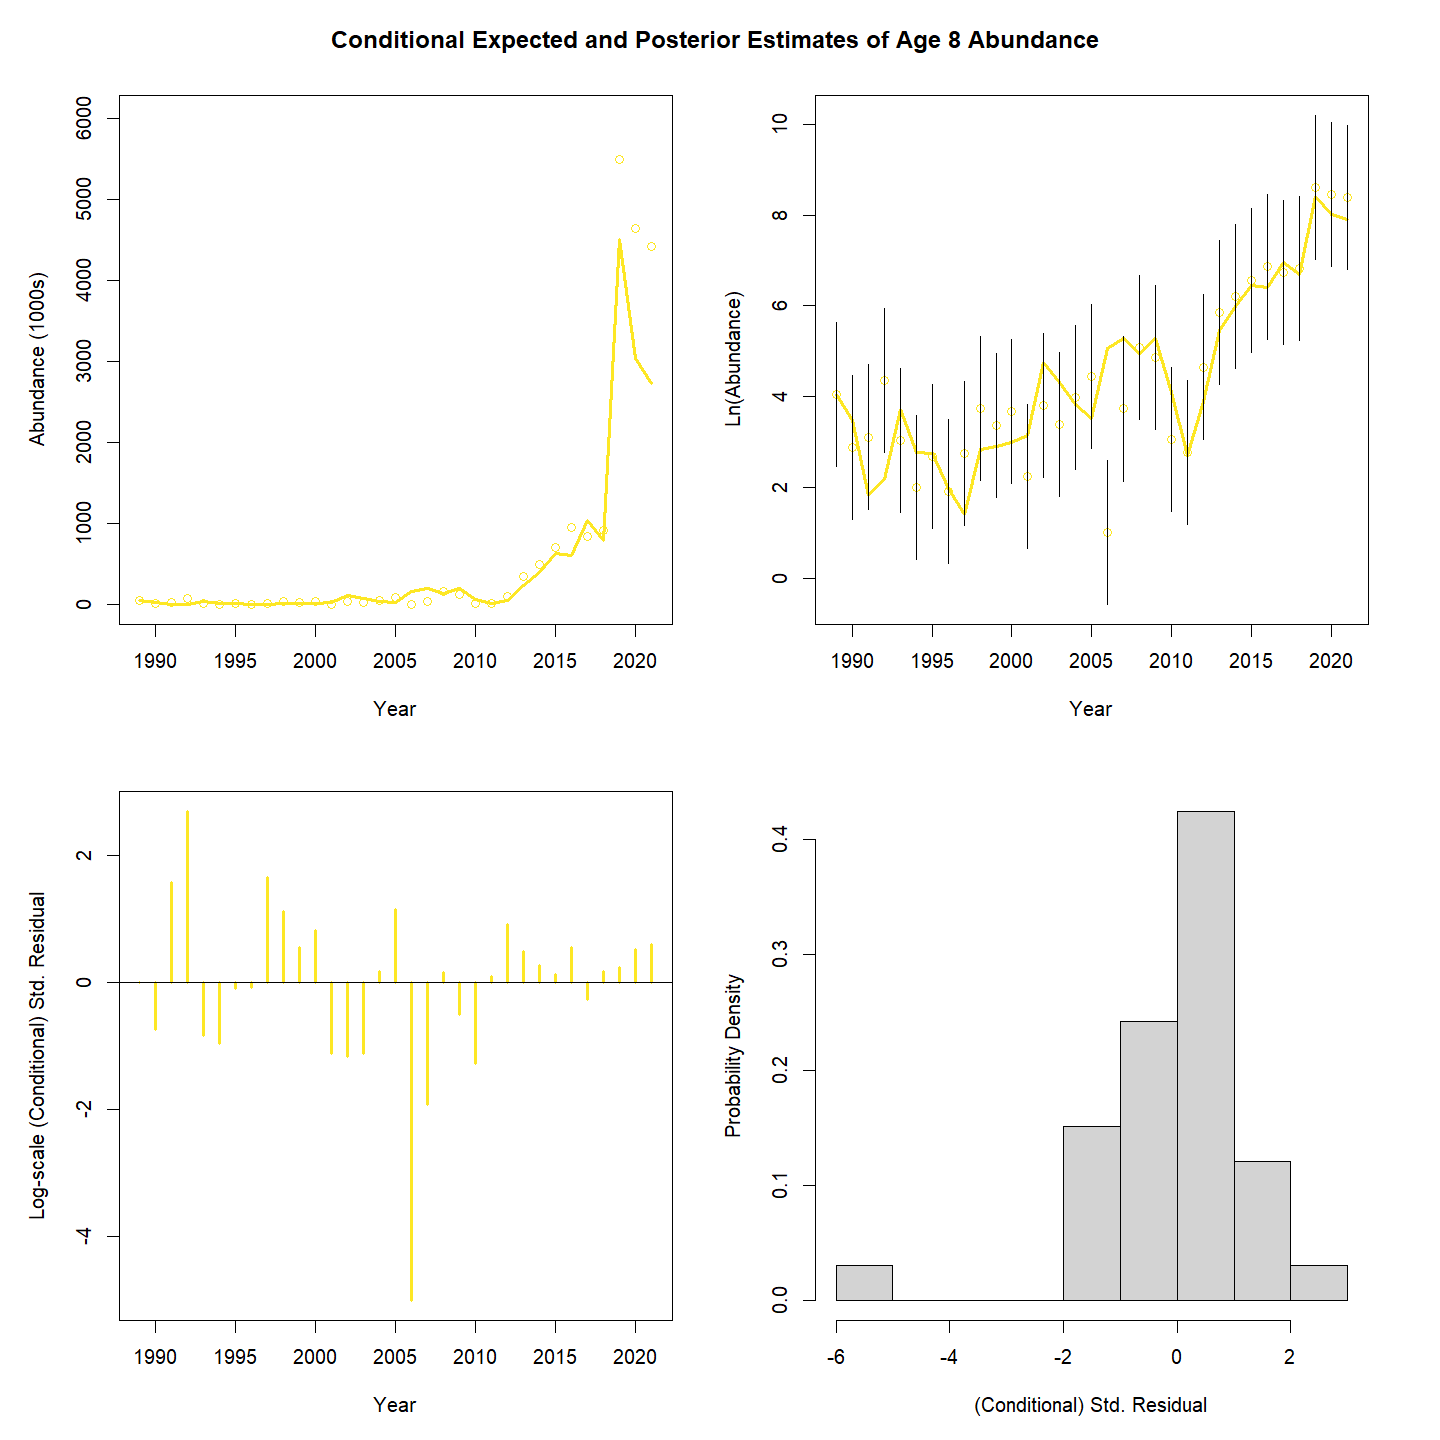 Conditional Expected and Posterior Estimates of Age 8 Abundance
Abundance (1000s)
6000
5000
4000
3000
2000
1000
0
1990 1995 2000 2005 2010 2015 2020
Year
Ln(Abundance)
10
8
6
4
2
0
1990 1995 2000 2005 2010 2015 2020
Year
Log-scale (Conditional) Std. Residual
2
0
-2
-4
1990 1995 2000 2005 2010 2015 2020
Year
Probability Density
0.4
0.3
0.2
0.1
0.0
-6 -4 -2 0 2
(Conditional) Std. Residual